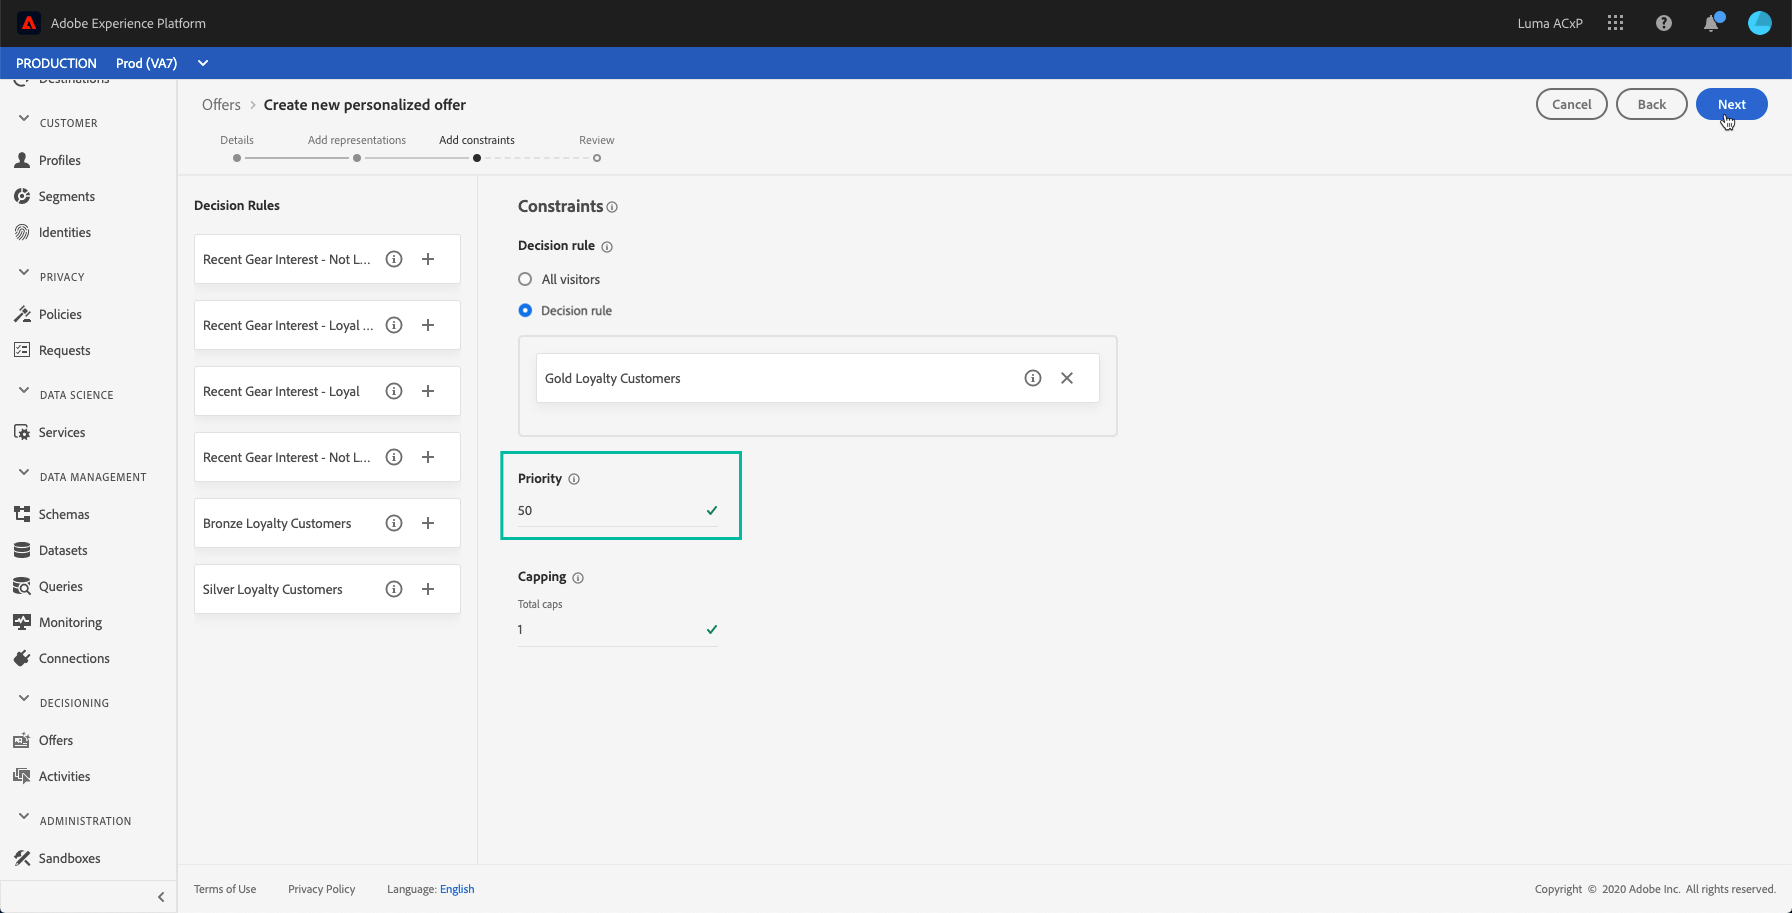 Adobe Experience Platform
Luma ACxP
PRODUCTION Prod (VA7)
Destinations
CUSTOMER
Profiles
Segments
Identities
PRIVACY
Policies
Requests
DATA SCIENCE
Services
DATA MANAGEMENT
Schemas
Datasets
Queries
Monitoring
Connections
DECISIONING
Offers
Activities
ADMINISTRATION
Sandboxes
Offers > Create new personalized offer
Cancel
Back
Next
Details
Add representations
Add constraints
Review
Decision Rules
Recent Gear Interest - Not L...
Recent Gear Interest - Loyal ...
Recent Gear Interest - Loyal
Recent Gear Interest - Not L...
Bronze Loyalty Customers
Silver Loyalty Customers
Constraints
Decision rule
All visitors
Decision rule
Gold Loyalty Customers
Priority
50
Capping
Total caps
1
Terms of Use
Privacy Policy
Language: English
Copyright © 2020 Adobe Inc. All rights reserved.